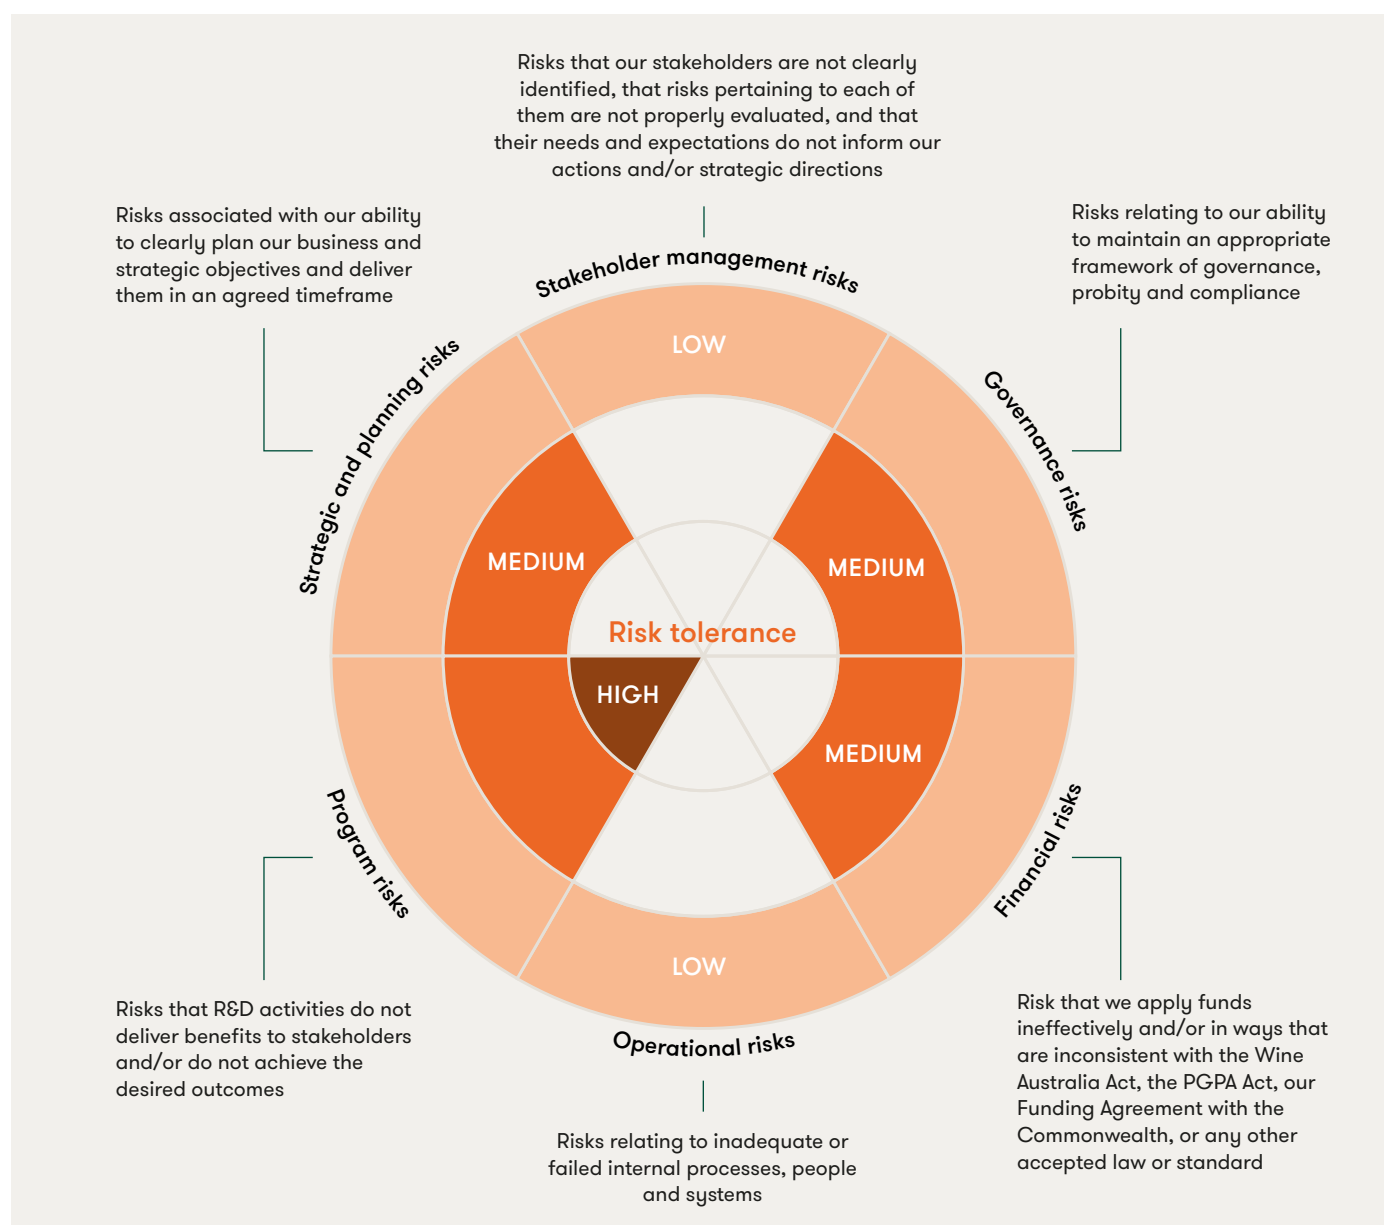 Risks that our stakeholders are not clearly
identified, that risks pertaining to each of
them are not properly evaluated, and that
their needs and expectations do not inform our
actions and/or strategic directions
Risks associated with our ability
to clearly plan our business and
strategic objectives and deliver
them in an agreed timeframe
Risks relating to our ability
to maintain an appropriate
framework of governance,
probity and compliance
Stakeholder management risks
Strategic and planning risks
Governance risks
LOW
MEDIUM
MEDIUM
Risk tolerance
HIGH
MEDIUM
LOW
Program risks
Financial risks
Operational risks
Risks that R&D activities do not
deliver benefits to stakeholders
and/or do not achieve the
desired outcomes
Risks relating to inadequate or
failed internal processes, people
and systems
Risk that we apply funds
ineffectively and/or in ways that
are inconsistent with the Wine
Australia Act, the PGPA Act, our
Funding Agreement with the
Commonwealth, or any other
accepted law or standard